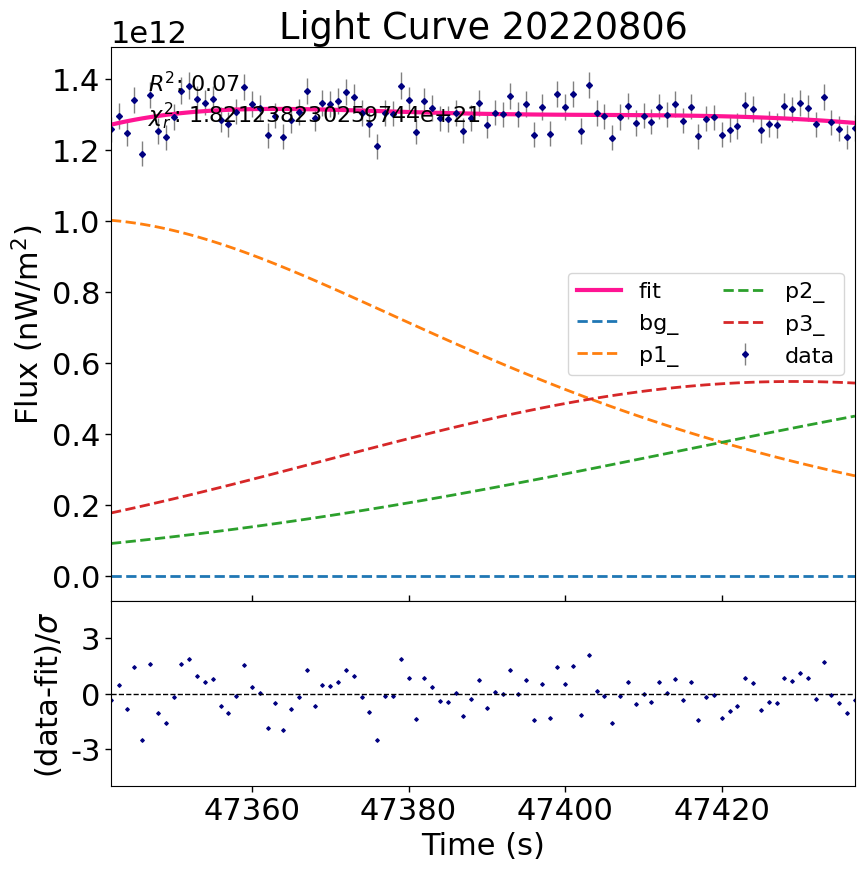 Light Curve 20220806
1e12
R²: 0.07
χ²ᵣ: 1.821238230259744e+21
1.4
1.2
1.0
0.8
0.6
0.4
0.2
0.0
Flux (nW/m²)
fit
bg_
p1_
p2_
p3_
data
3
0
-3
(data-fit)/σ
47360 47380 47400 47420
Time (s)